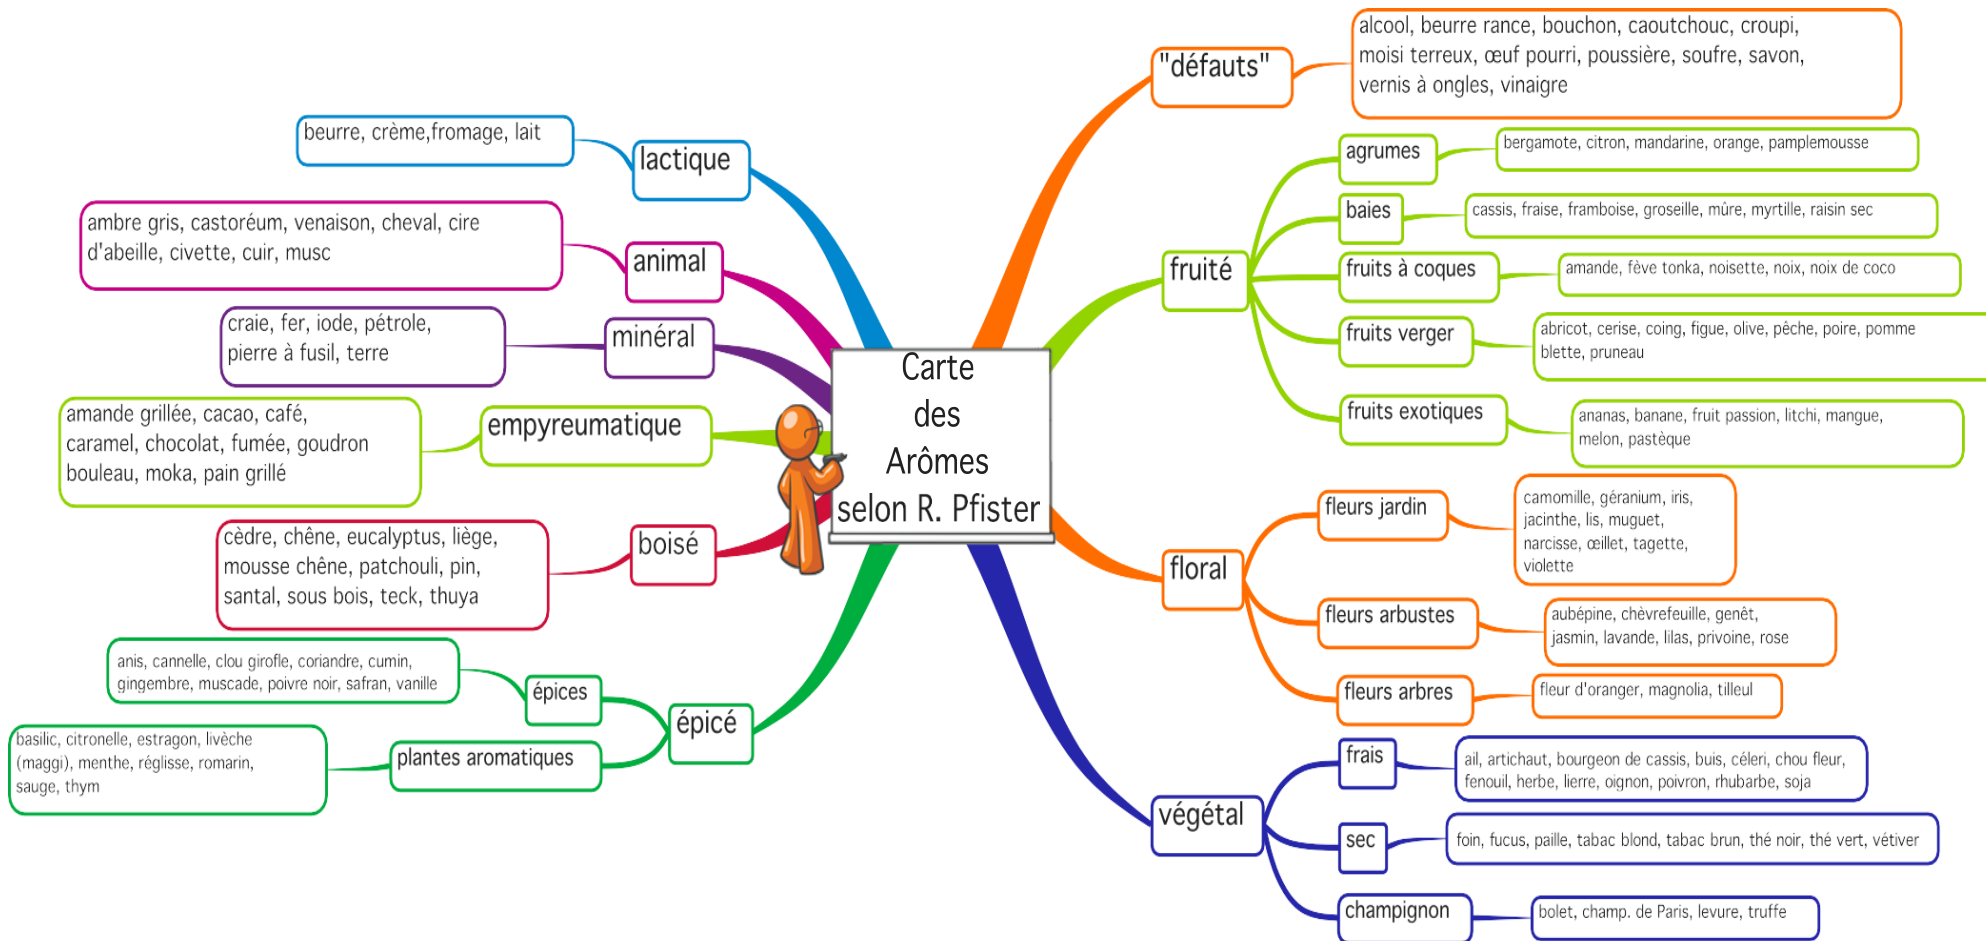 Carte
des
Arômes
selon R. Pfister
"défauts"
alcool, beurre rance, bouchon, caoutchouc, croupi,
moisi terreux, œuf pourri, poussière, soufre, savon,
vernis à ongles, vinaigre
fruité
agrumes
bergamote, citron, mandarine, orange, pamplemousse
baies
cassis, fraise, framboise, groseille, mûre, myrtille, raisin sec
fruits à coques
amande, fève tonka, noisette, noix, noix de coco
fruits verger
abricot, cerise, coing, figue, olive, pêche, poire, pomme
blette, pruneau
fruits exotiques
ananas, banane, fruit passion, litchi, mangue,
melon, pastèque
floral
fleurs jardin
camomille, géranium, iris,
jacinthe, lis, muguet,
narcisse, œillet, tagette,
violette
fleurs arbustes
aubépine, chèvrefeuille, genêt,
jasmin, lavande, lilas, privoine, rose
fleurs arbres
fleur d'oranger, magnolia, tilleul
végétal
frais
ail, artichaut, bourgeon de cassis, buis, céleri, chou fleur,
fenouil, herbe, lierre, oignon, poivron, rhubarbe, soja
sec
foin, fucus, paille, tabac blond, tabac brun, thé noir, thé vert, vétiver
champignon
bolet, champ. de Paris, levure, truffe
lactique
beurre, crème,fromage, lait
animal
ambre gris, castoréum, venaison, cheval, cire
d'abeille, civette, cuir, musc
minéral
craie, fer, iode, pétrole,
pierre à fusil, terre
empyreumatique
amande grillée, cacao, café,
caramel, chocolat, fumée, goudron
bouleau, moka, pain grillé
boisé
cèdre, chêne, eucalyptus, liège,
mousse chêne, patchouli, pin,
santal, sous bois, teck, thuya
épicé
épices
anis, cannelle, clou girofle, coriandre, cumin,
gingembre, muscade, poivre noir, safran, vanille
plantes aromatiques
basilic, citronelle, estragon, livèche
(maggi), menthe, réglisse, romarin,
sauge, thym